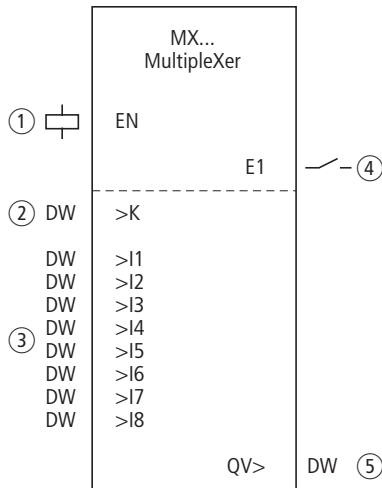 MX...
MultipleXer
① EN
E1 ④
② DW >K
DW >I1
DW >I2
DW >I3
③ DW >I4
DW >I5
DW >I6
DW >I7
DW >I8
QV> DW ⑤